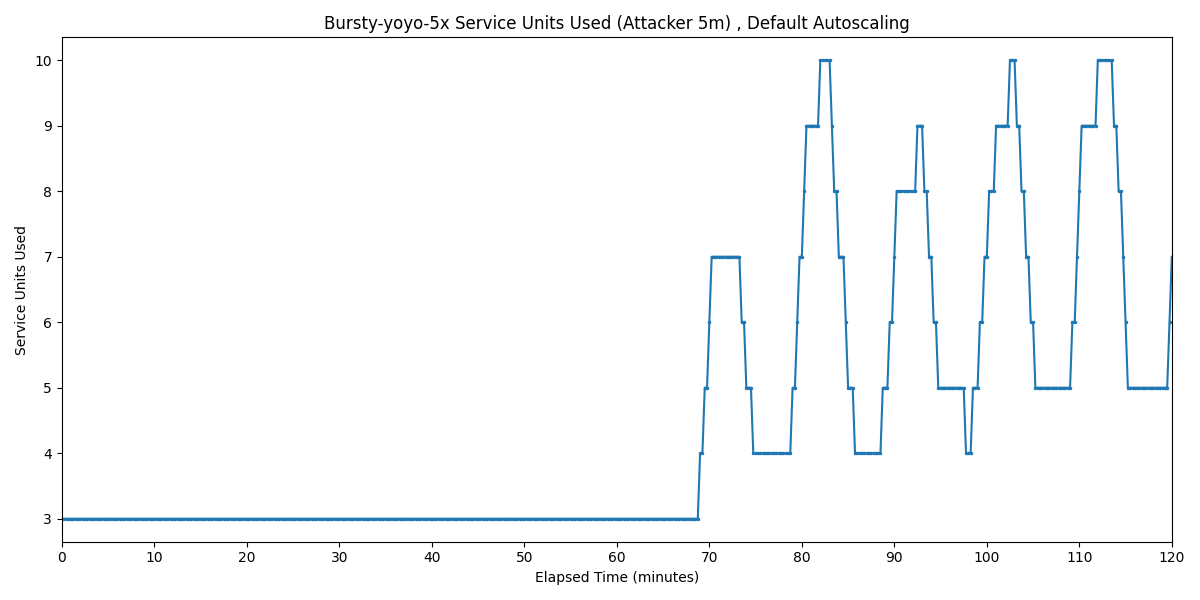 Bursty-yoyo-5x Service Units Used (Attacker 5m) , Default Autoscaling
10
9
8
7
6
5
4
3
Service Units Used
0 10 20 30 40 50 60 70 80 90 100 110 120
Elapsed Time (minutes)